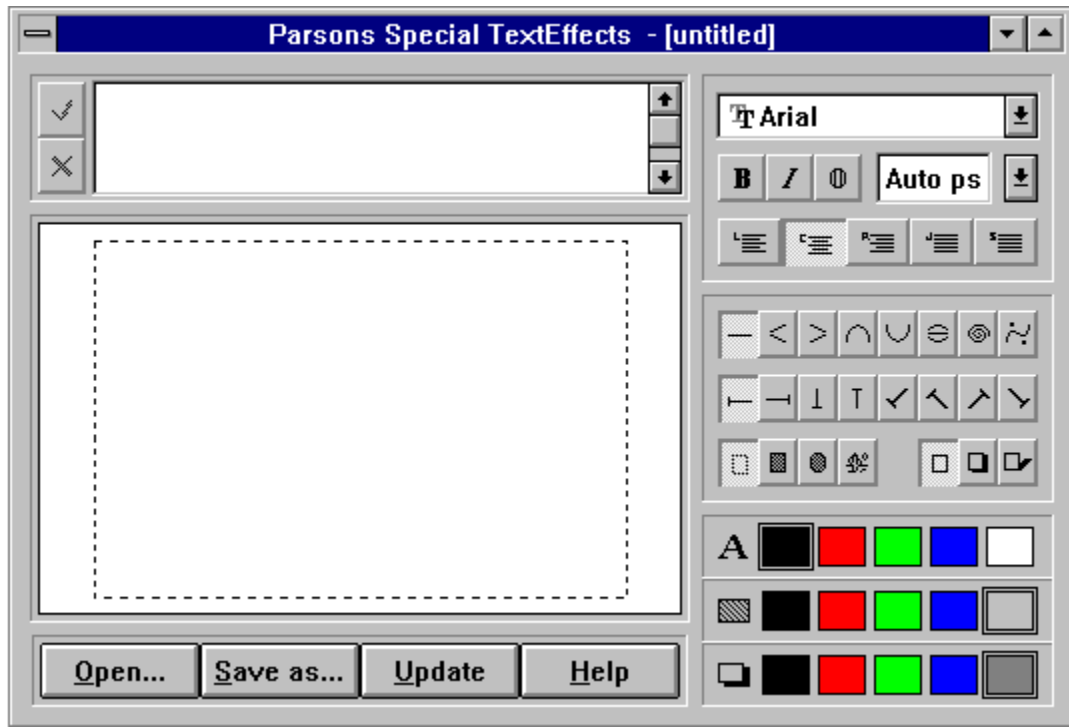 Parsons Special TextEffects - [untitled]
Arial
B I O Auto ps
L C R J S
A
Open... Save as... Update Help